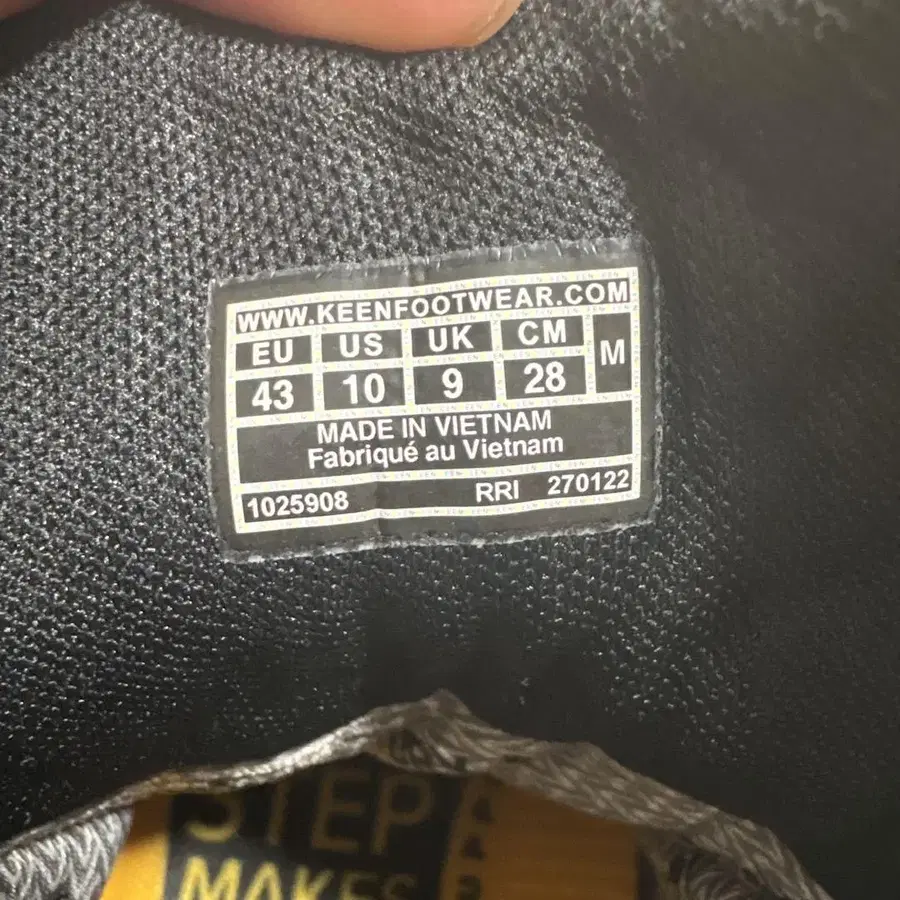 WWW.KEENFOOTWEAR.COM
EU US UK CM M
43 10 9 28
MADE IN VIETNAM
Fabriqué au Vietnam
1025908 RRI 270122
STEP
MAKES